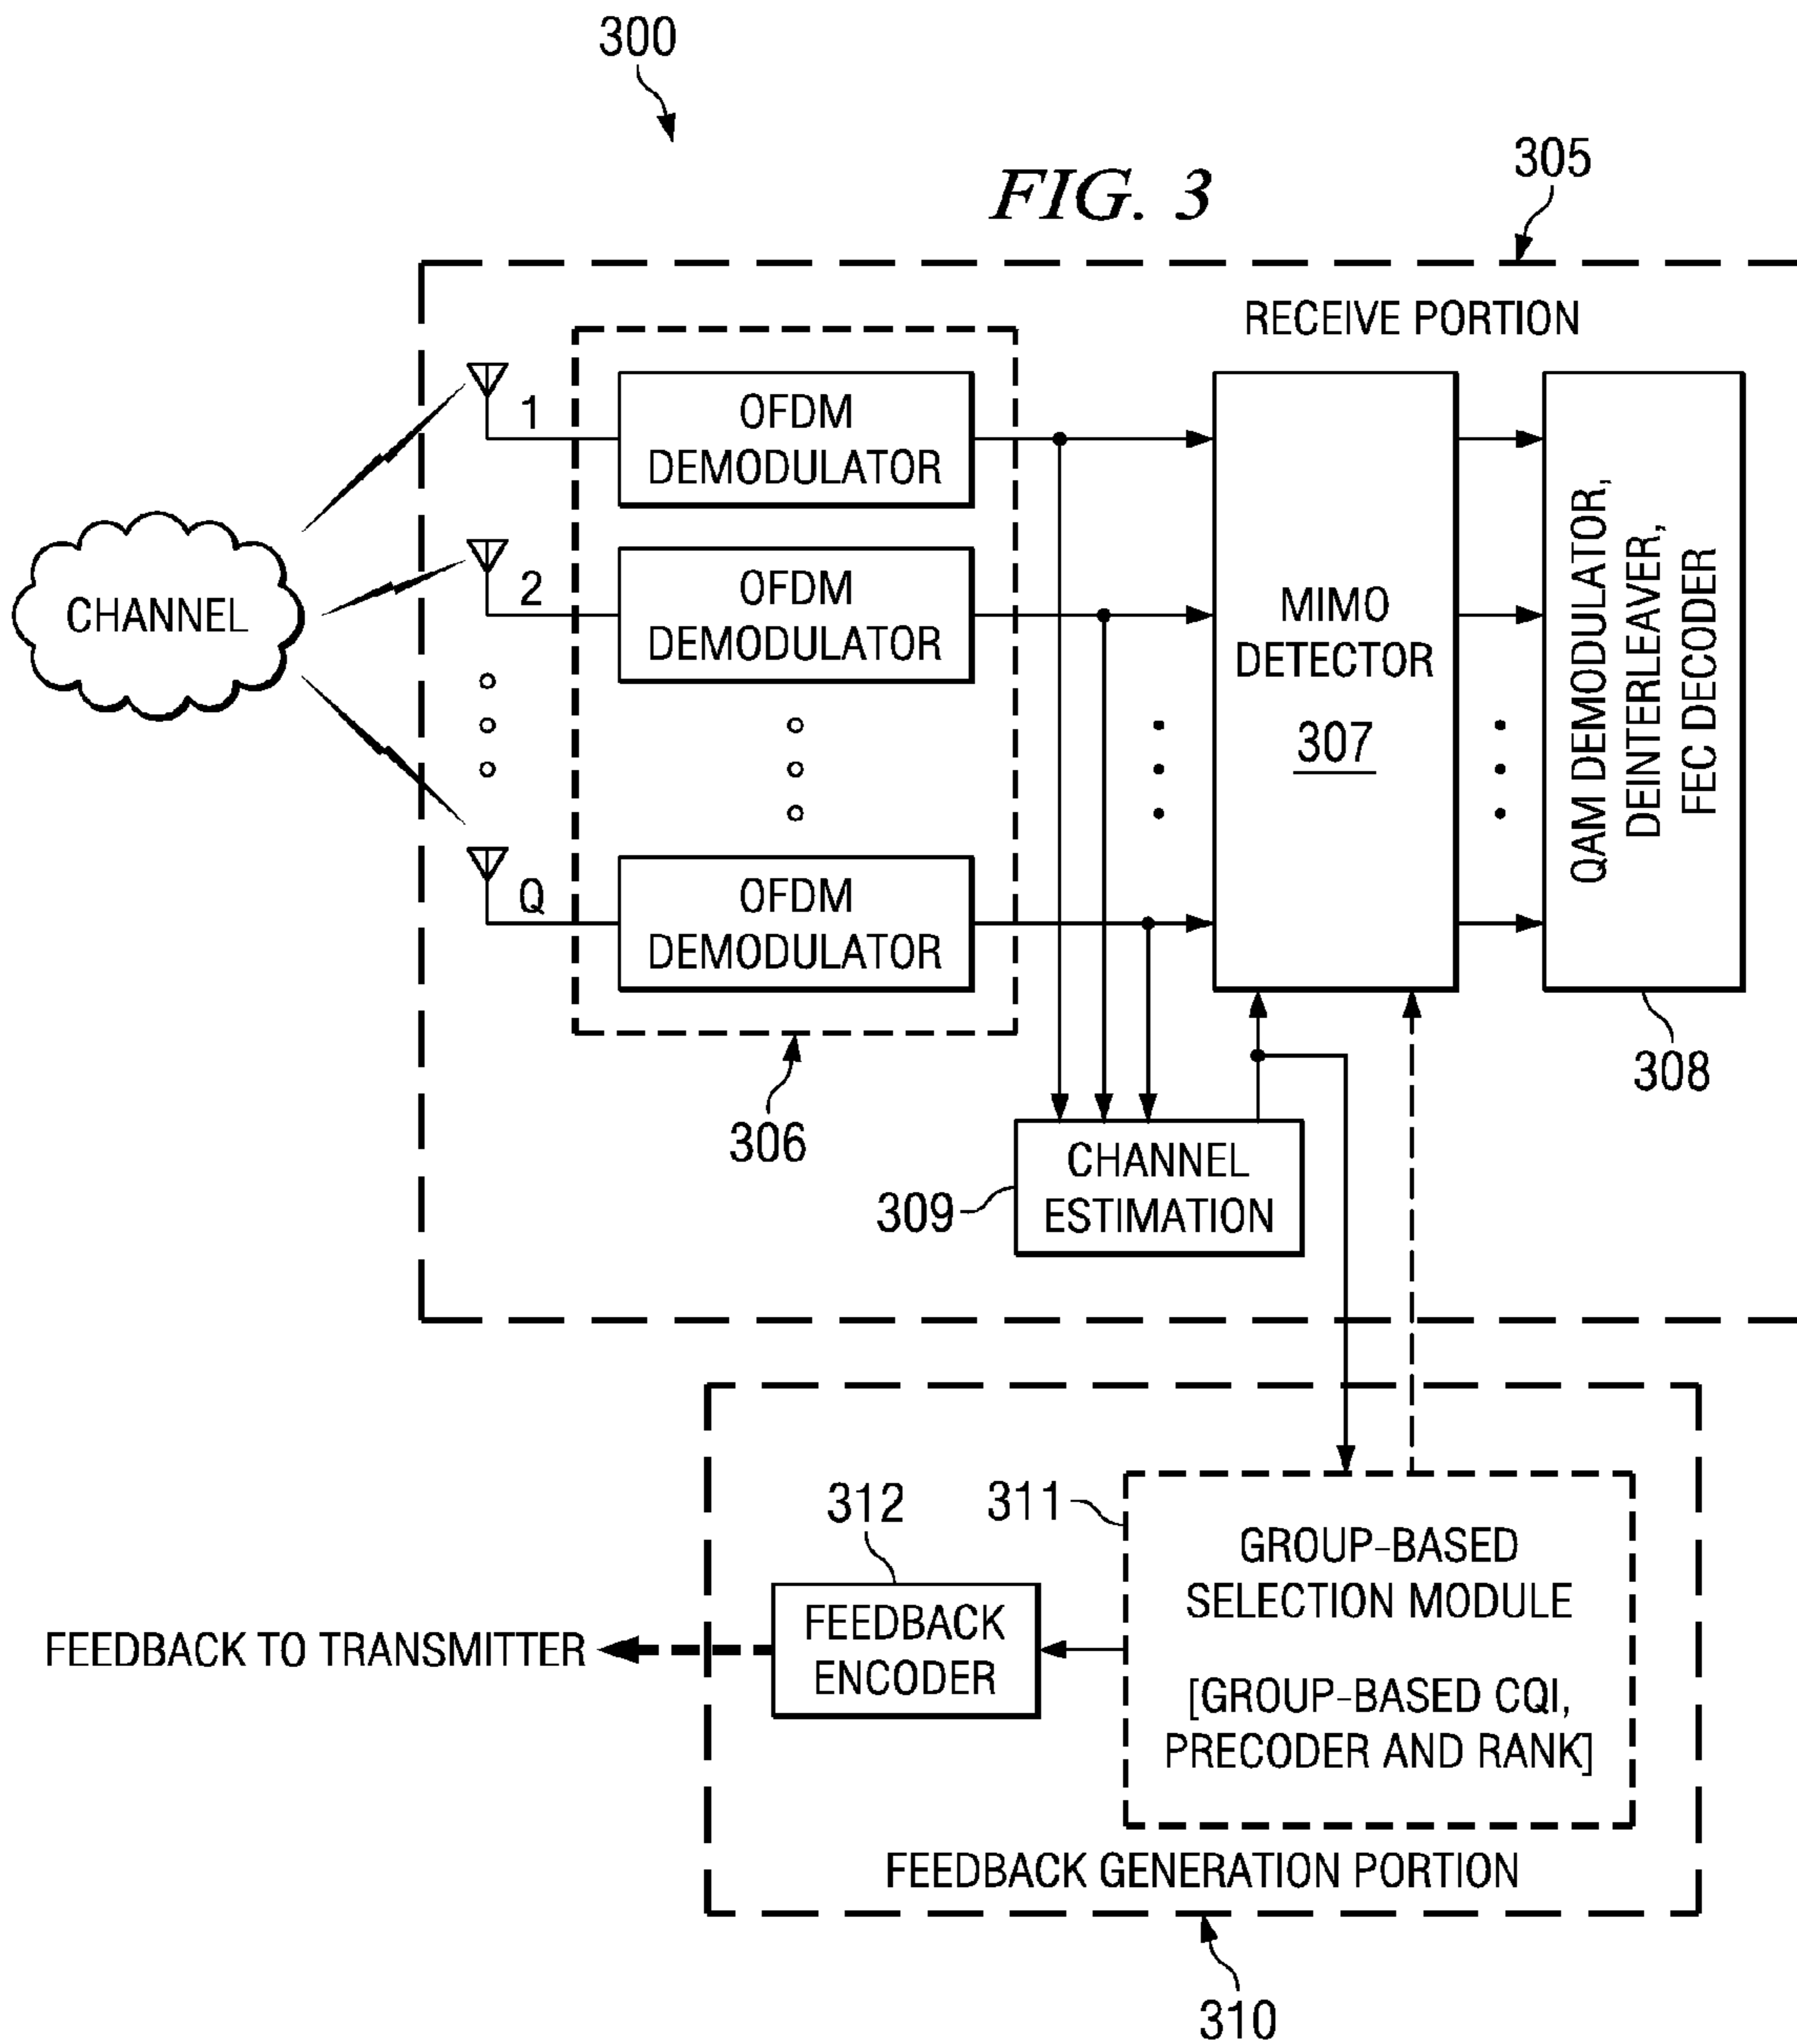 300
FIG. 3
305
RECEIVE PORTION
CHANNEL
1
OFDM
DEMODULATOR
2
OFDM
DEMODULATOR
Q
OFDM
DEMODULATOR
306
MIMO
DETECTOR
307
QAM DEMODULATOR,
DEINTERLEAVER,
FEC DECODER
308
CHANNEL
ESTIMATION
309
312
311
GROUP-BASED
SELECTION MODULE
[GROUP-BASED CQI,
PRECODER AND RANK]
FEEDBACK
ENCODER
FEEDBACK TO TRANSMITTER
FEEDBACK GENERATION PORTION
310